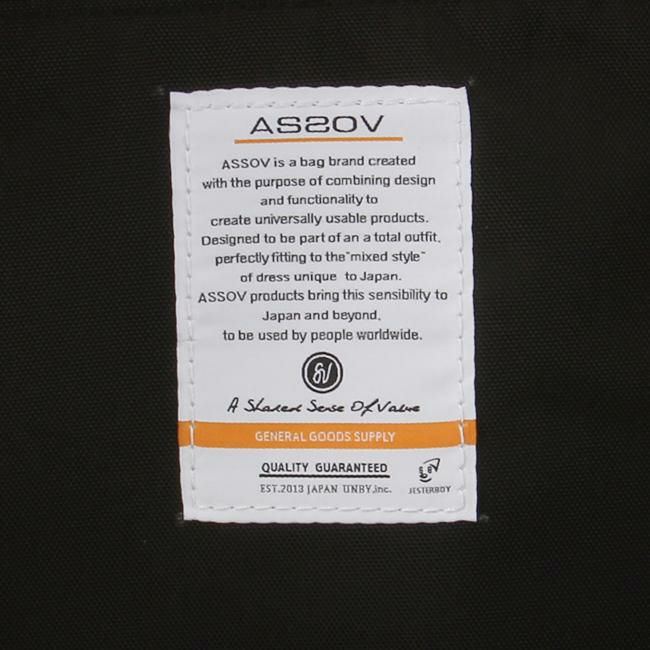 ASSOV
ASSOV is a bag brand created
with the purpose of combining design
and functionality to
create universally usable products.
Designed to be part of an a total outfit,
perfectly fitting to the "mixed style"
of dress unique to Japan.
ASSOV products bring this sensibility to
Japan and beyond,
to be used by people worldwide.
SV
A Shared Sense Of Value
GENERAL GOODS SUPPLY
QUALITY GUARANTEED
EST.2013 JAPAN UNBY,inc.
JESTERBOY